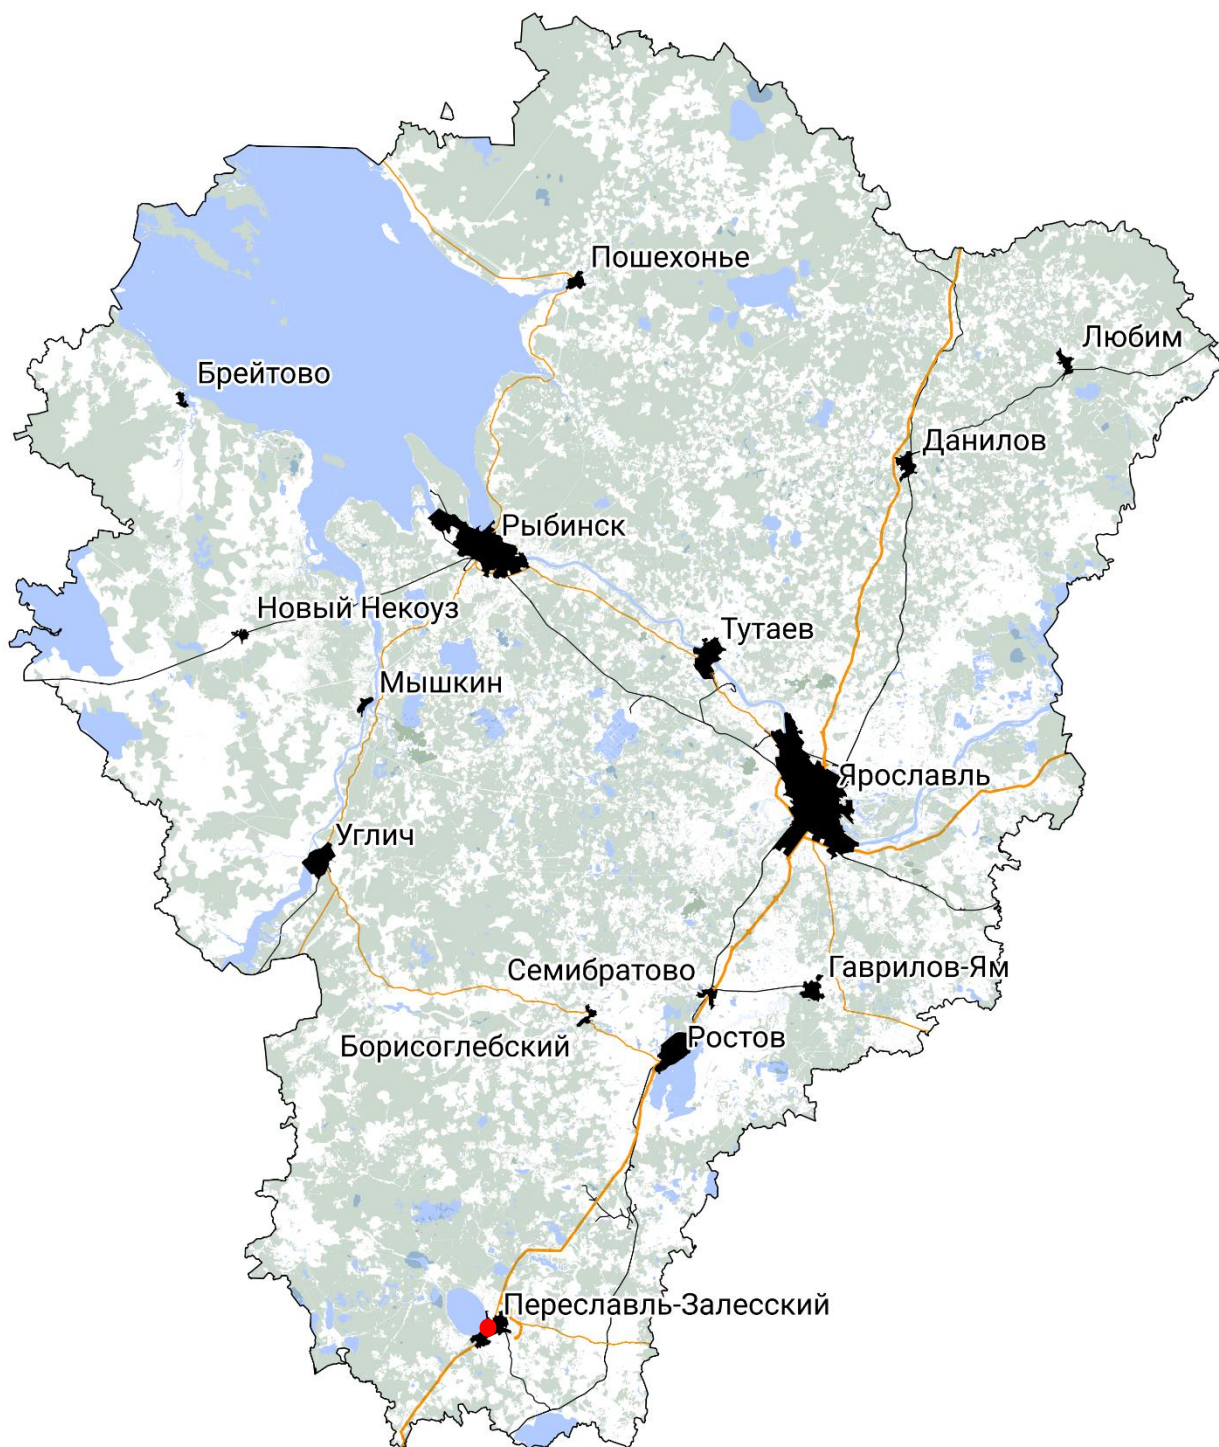 Пошехонье
Любим
Брейтово
Данилов
Рыбинск
Новый Некоуз
Тутаев
Мышкин
Ярославль
Углич
Семибратово
Гаврилов-Ям
Ростов
Борисоглебский
Переславль-Залесский